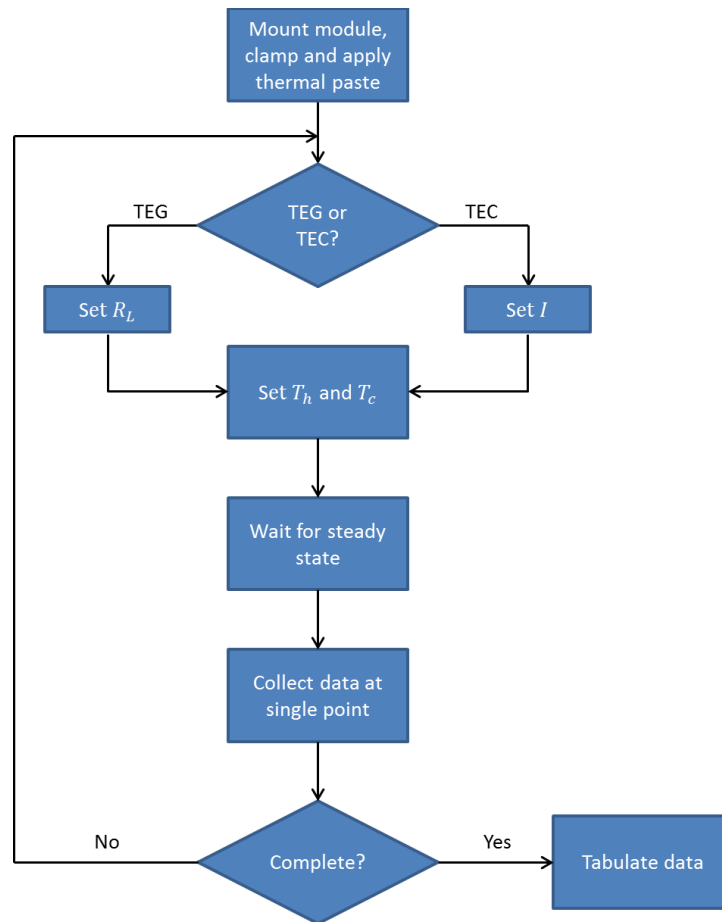 Mount module,
clamp and apply
thermal paste
TEG
TEG or
TEC?
TEC
Set R_L
Set I
Set T_h and T_c
Wait for steady
state
Collect data at
single point
No
Complete?
Yes
Tabulate data